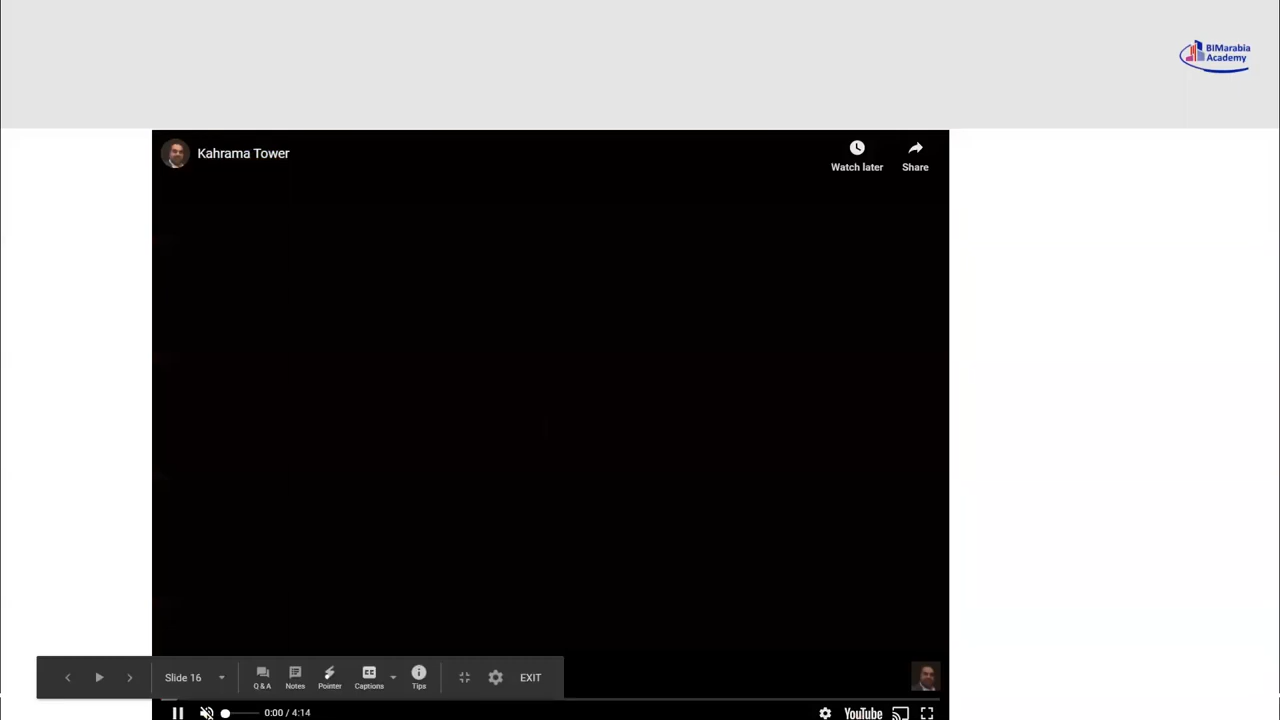 BIMarabia
Academy
Kahrama Tower
Watch later
Share
Slide 16
Q & A
Notes
Pointer
Captions
Tips
EXIT
0:00 / 4:14
YouTube